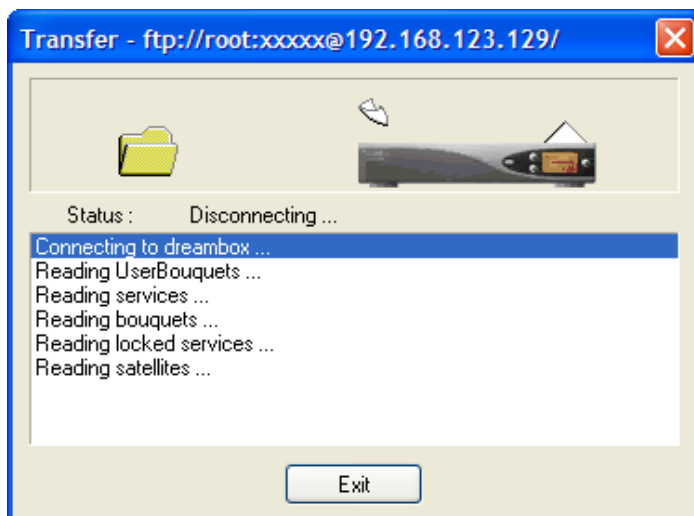 Transfer - ftp://root:xxxxx@192.168.123.129/
Status : Disconnecting ...
Connecting to dreambox ...
Reading UserBouquets ...
Reading services ...
Reading bouquets ...
Reading locked services ...
Reading satellites ...
Exit